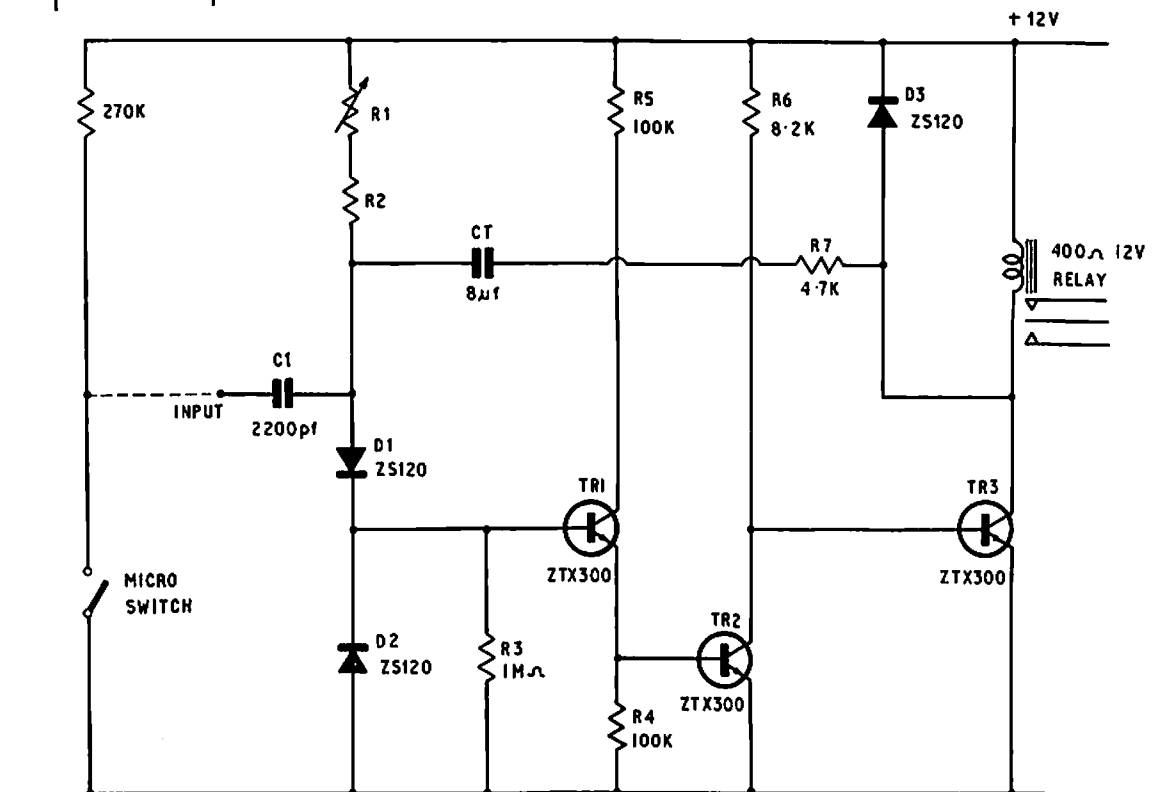 + 12V
270K
R1
R2
R5
100K
R6
8·2K
D3
ZS120
CT
8µf
R7
4·7K
400Ω 12V
RELAY
C1
2200pf
INPUT
D1
ZS120
TR1
ZTX300
TR3
ZTX300
MICRO
SWITCH
D2
ZS120
R3
1MΩ
TR2
ZTX300
R4
100K